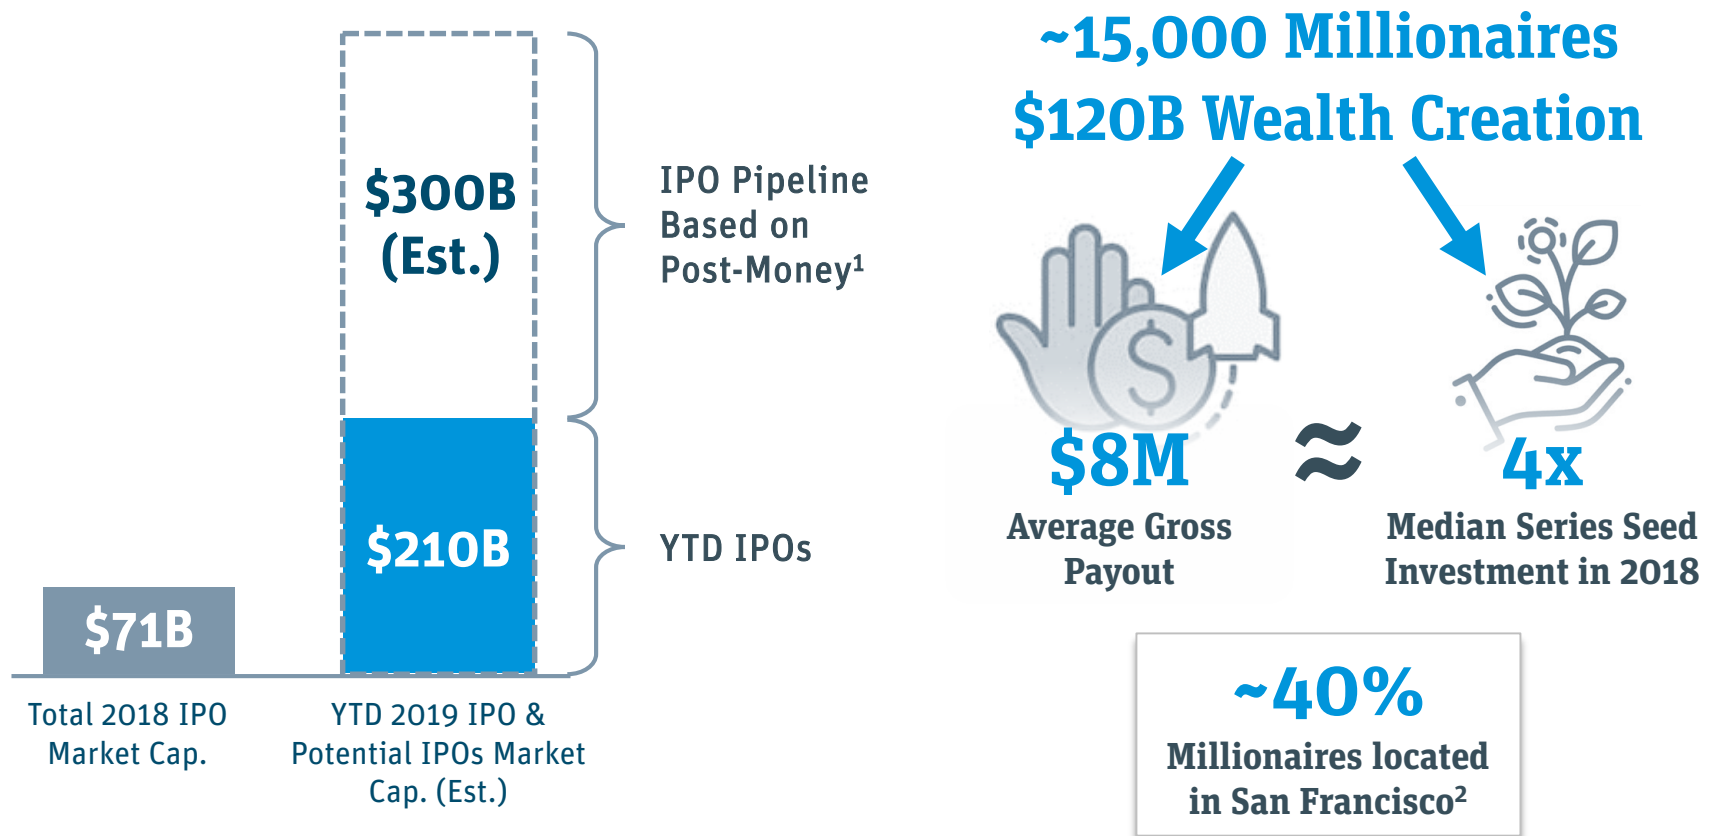 $300B
(Est.)
IPO Pipeline
Based on
Post-Money¹
$210B
YTD IPOs
$71B
Total 2018 IPO
Market Cap.
YTD 2019 IPO &
Potential IPOs Market
Cap. (Est.)
~15,000 Millionaires
$120B Wealth Creation
$
$8M
Average Gross
Payout
≈
4x
Median Series Seed
Investment in 2018
~40%
Millionaires located
in San Francisco²